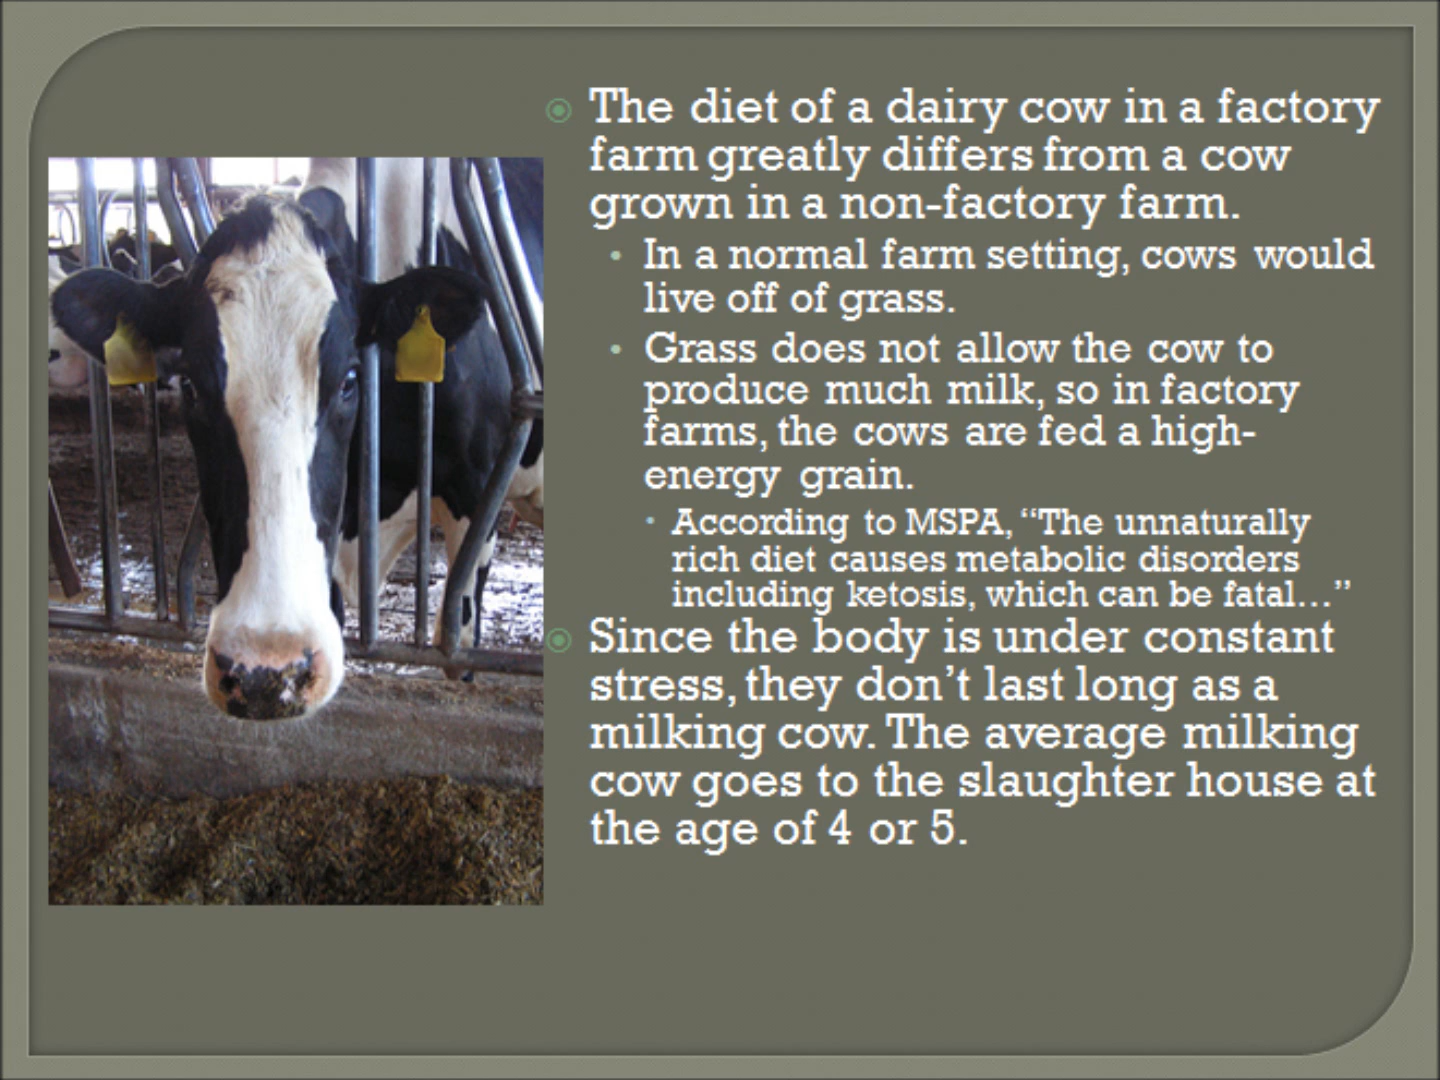 The diet of a dairy cow in a factory
farm greatly differs from a cow
grown in a non-factory farm.
In a normal farm setting, cows would
live off of grass.
Grass does not allow the cow to
produce much milk, so in factory
farms, the cows are fed a high-
energy grain.
According to MSPA, “The unnaturally
rich diet causes metabolic disorders
including ketosis, which can be fatal…”
Since the body is under constant
stress, they don’t last long as a
milking cow. The average milking
cow goes to the slaughter house at
the age of 4 or 5.